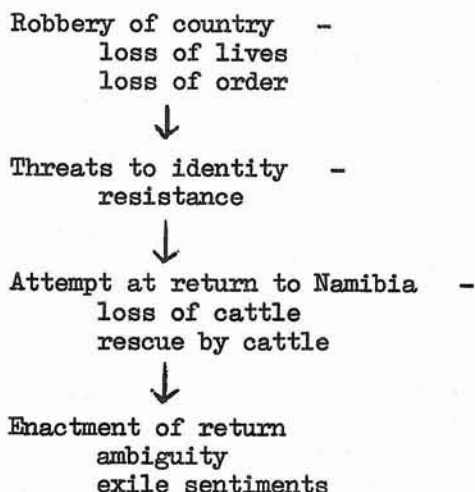 Robbery of country -
loss of lives
loss of order
↓
Threats to identity -
resistance
↓
Attempt at return to Namibia -
loss of cattle
rescue by cattle
↓
Enactment of return
ambiguity
exile sentiments